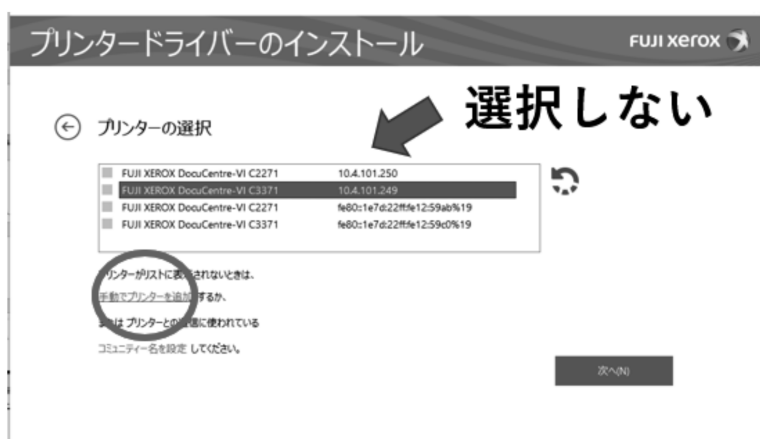 プリンタードライバーのインストール
FUJI xerox
選択しない
プリンターの選択
FUJI XEROX DocuCentre-VI C2271 10.4.101.250
FUJI XEROX DocuCentre-VI C3371 10.4.101.249
FUJI XEROX DocuCentre-VI C2271 fe80::1e7d:22ff:fe12:59ab%19
FUJI XEROX DocuCentre-VI C3371 fe80::1e7d:22ff:fe12:59c0%19
プリンターがリストに表示されないときは、
手動でプリンターを追加 するか、
または プリンターとの通信に使われている
コミュニティー名を設定 してください。
次へ(N)